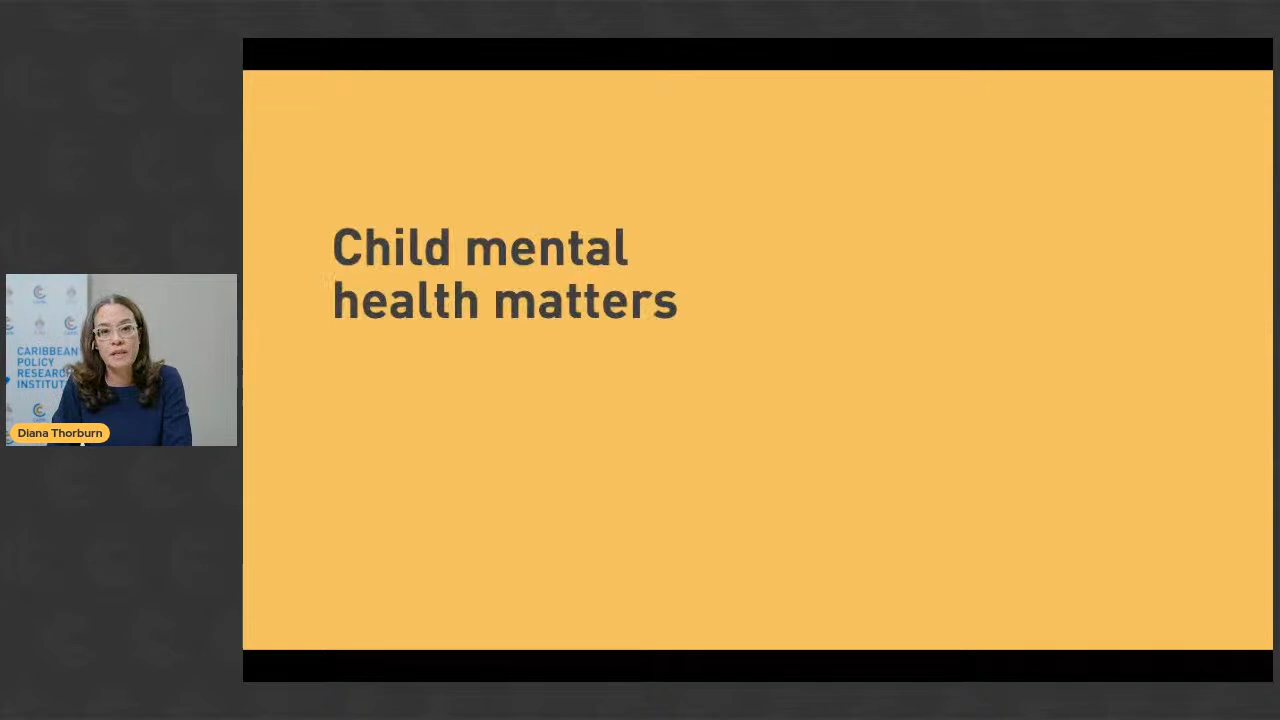 Child mental
health matters
CARIBBEAN
POLICY
RESEARCH
INSTITUTE
Diana Thorburn